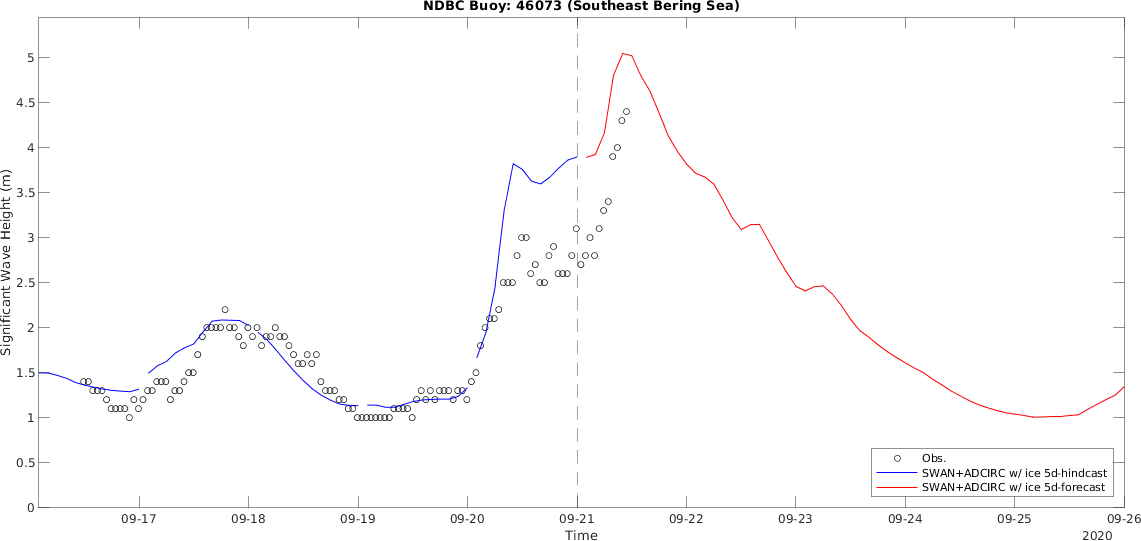 NDBC Buoy: 46073 (Southeast Bering Sea)
Significant Wave Height (m)
5
4.5
4
3.5
3
2.5
2
1.5
1
0.5
0
Obs.
SWAN+ADCIRC w/ ice 5d-hindcast
SWAN+ADCIRC w/ ice 5d-forecast
09-17 09-18 09-19 09-20 09-21 09-22 09-23 09-24 09-25 09-26
Time
2020